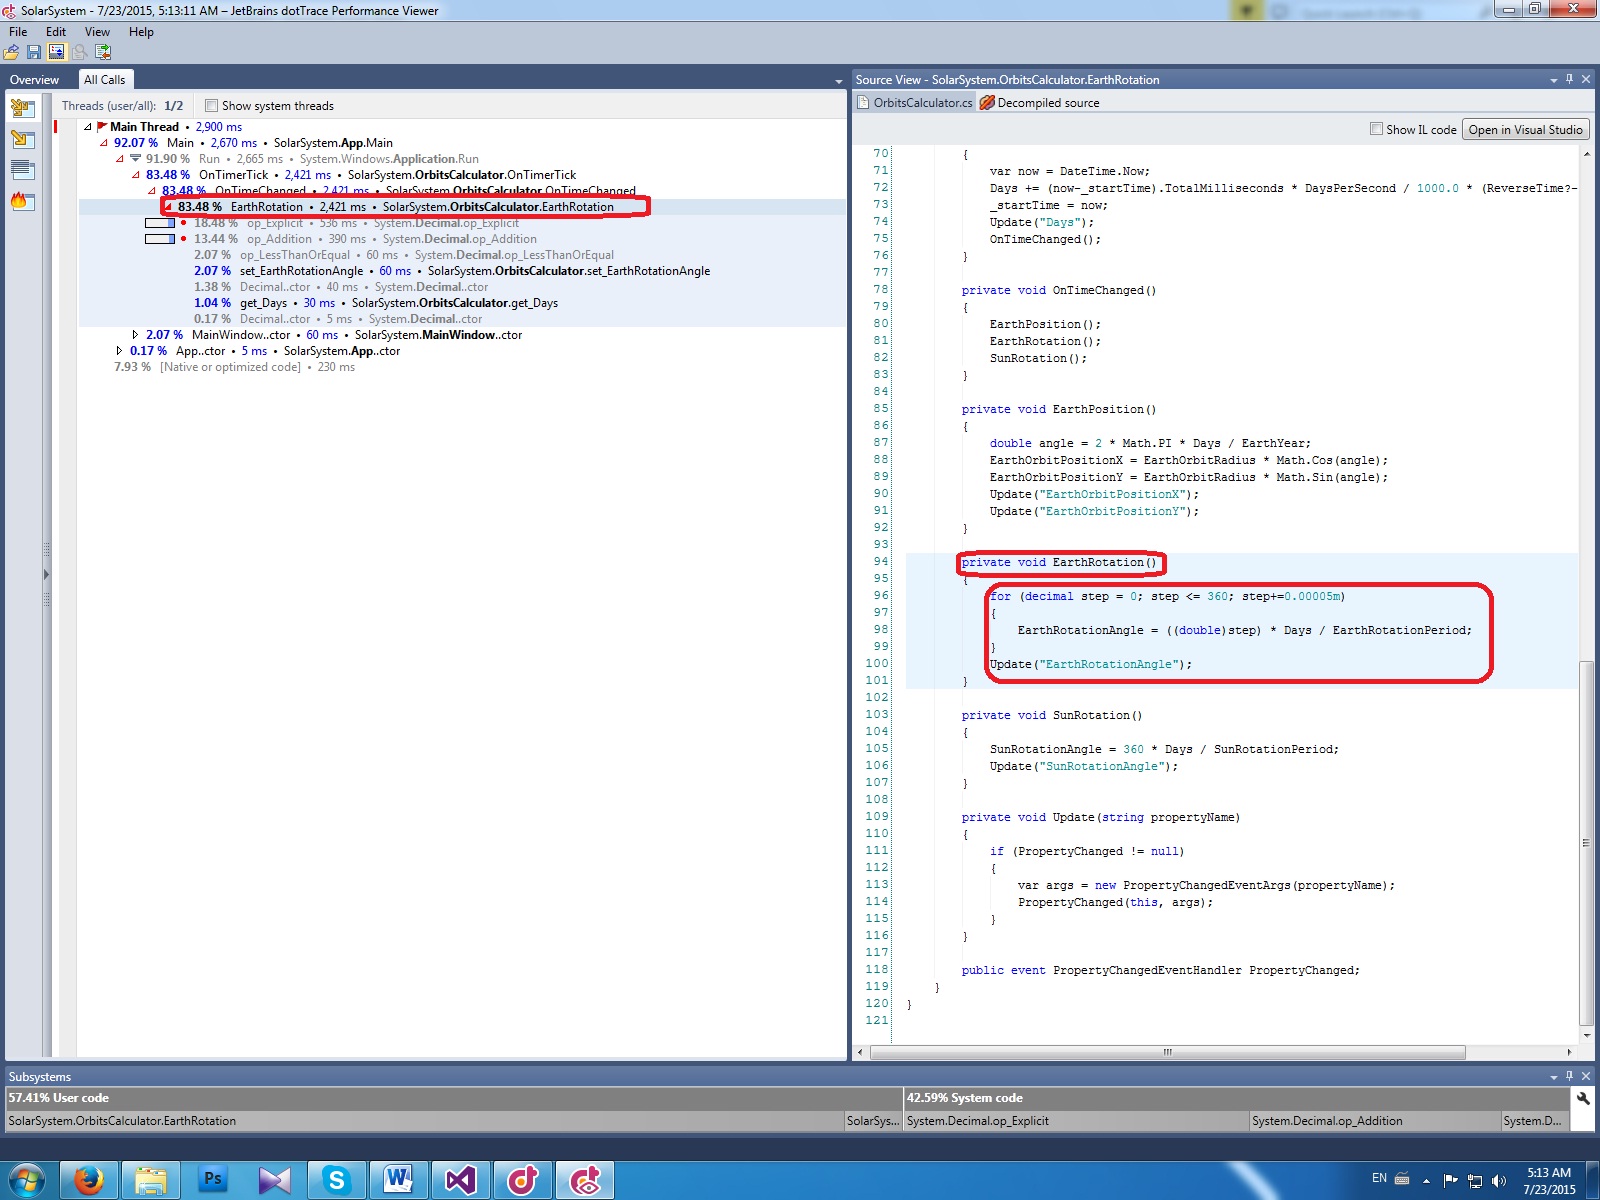 SolarSystem - 7/23/2015, 5:13:11 AM – JetBrains dotTrace Performance Viewer
File Edit View Help
Overview All Calls
Threads (user/all): 1/2 Show system threads
Main Thread • 2,900 ms
92.07 % Main • 2,670 ms • SolarSystem.App.Main
91.90 % Run • 2,665 ms • System.Windows.Application.Run
83.48 % OnTimerTick • 2,421 ms • SolarSystem.OrbitsCalculator.OnTimerTick
83.48 % OnTimeChanged • 2,421 ms • SolarSystem.OrbitsCalculator.OnTimeChanged
83.48 % EarthRotation • 2,421 ms • SolarSystem.OrbitsCalculator.EarthRotation
18.48 % op_Explicit • 536 ms • System.Decimal.op_Explicit
13.44 % op_Addition • 390 ms • System.Decimal.op_Addition
2.07 % op_LessThanOrEqual • 60 ms • System.Decimal.op_LessThanOrEqual
2.07 % set_EarthRotationAngle • 60 ms • SolarSystem.OrbitsCalculator.set_EarthRotationAngle
1.38 % Decimal..ctor • 40 ms • System.Decimal..ctor
1.04 % get_Days • 30 ms • SolarSystem.OrbitsCalculator.get_Days
0.17 % Decimal..ctor • 5 ms • System.Decimal..ctor
2.07 % MainWindow..ctor • 60 ms • SolarSystem.MainWindow..ctor
0.17 % App..ctor • 5 ms • SolarSystem.App..ctor
7.93 % [Native or optimized code] • 230 ms
Source View - SolarSystem.OrbitsCalculator.EarthRotation
OrbitsCalculator.cs Decompiled source
Show IL code Open in Visual Studio
70 {
71 var now = DateTime.Now;
72 Days += (now-_startTime).TotalMilliseconds * DaysPerSecond / 1000.0 * (ReverseTime?-
73 _startTime = now;
74 Update("Days");
75 OnTimeChanged();
76 }
77
78 private void OnTimeChanged()
79 {
80 EarthPosition();
81 EarthRotation();
82 SunRotation();
83 }
84
85 private void EarthPosition()
86 {
87 double angle = 2 * Math.PI * Days / EarthYear;
88 EarthOrbitPositionX = EarthOrbitRadius * Math.Cos(angle);
89 EarthOrbitPositionY = EarthOrbitRadius * Math.Sin(angle);
90 Update("EarthOrbitPositionX");
91 Update("EarthOrbitPositionY");
92 }
93
94 private void EarthRotation()
95 {
96 for (decimal step = 0; step <= 360; step+=0.00005m)
97 {
98 EarthRotationAngle = ((double)step) * Days / EarthRotationPeriod;
99 }
100 Update("EarthRotationAngle");
101 }
102
103 private void SunRotation()
104 {
105 SunRotationAngle = 360 * Days / SunRotationPeriod;
106 Update("SunRotationAngle");
107 }
108
109 private void Update(string propertyName)
110 {
111 if (PropertyChanged != null)
112 {
113 var args = new PropertyChangedEventArgs(propertyName);
114 PropertyChanged(this, args);
115 }
116 }
117
118 public event PropertyChangedEventHandler PropertyChanged;
119 }
120 }
121
Subsystems
57.41% User code 42.59% System code
SolarSystem.OrbitsCalculator.EarthRotation SolarSys... System.Decimal.op_Explicit System.Decimal.op_Addition System.D...
Ps
EN 5:13 AM
7/23/2015